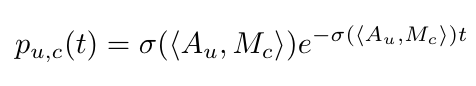 p_{u,c}(t) = σ(⟨A_u, M_c⟩)e^{−σ(⟨A_u,M_c⟩)t}